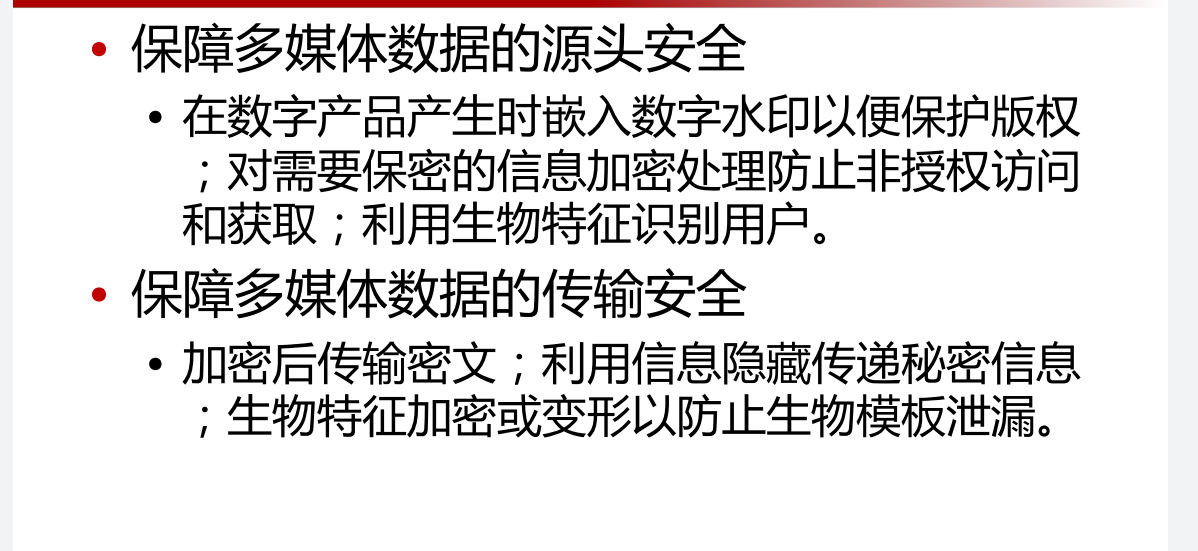 • 保障多媒体数据的源头安全
• 在数字产品产生时嵌入数字水印以便保护版权
；对需要保密的信息加密处理防止非授权访问
和获取；利用生物特征识别用户。
• 保障多媒体数据的传输安全
• 加密后传输密文；利用信息隐藏传递秘密信息
；生物特征加密或变形以防止生物模板泄漏。